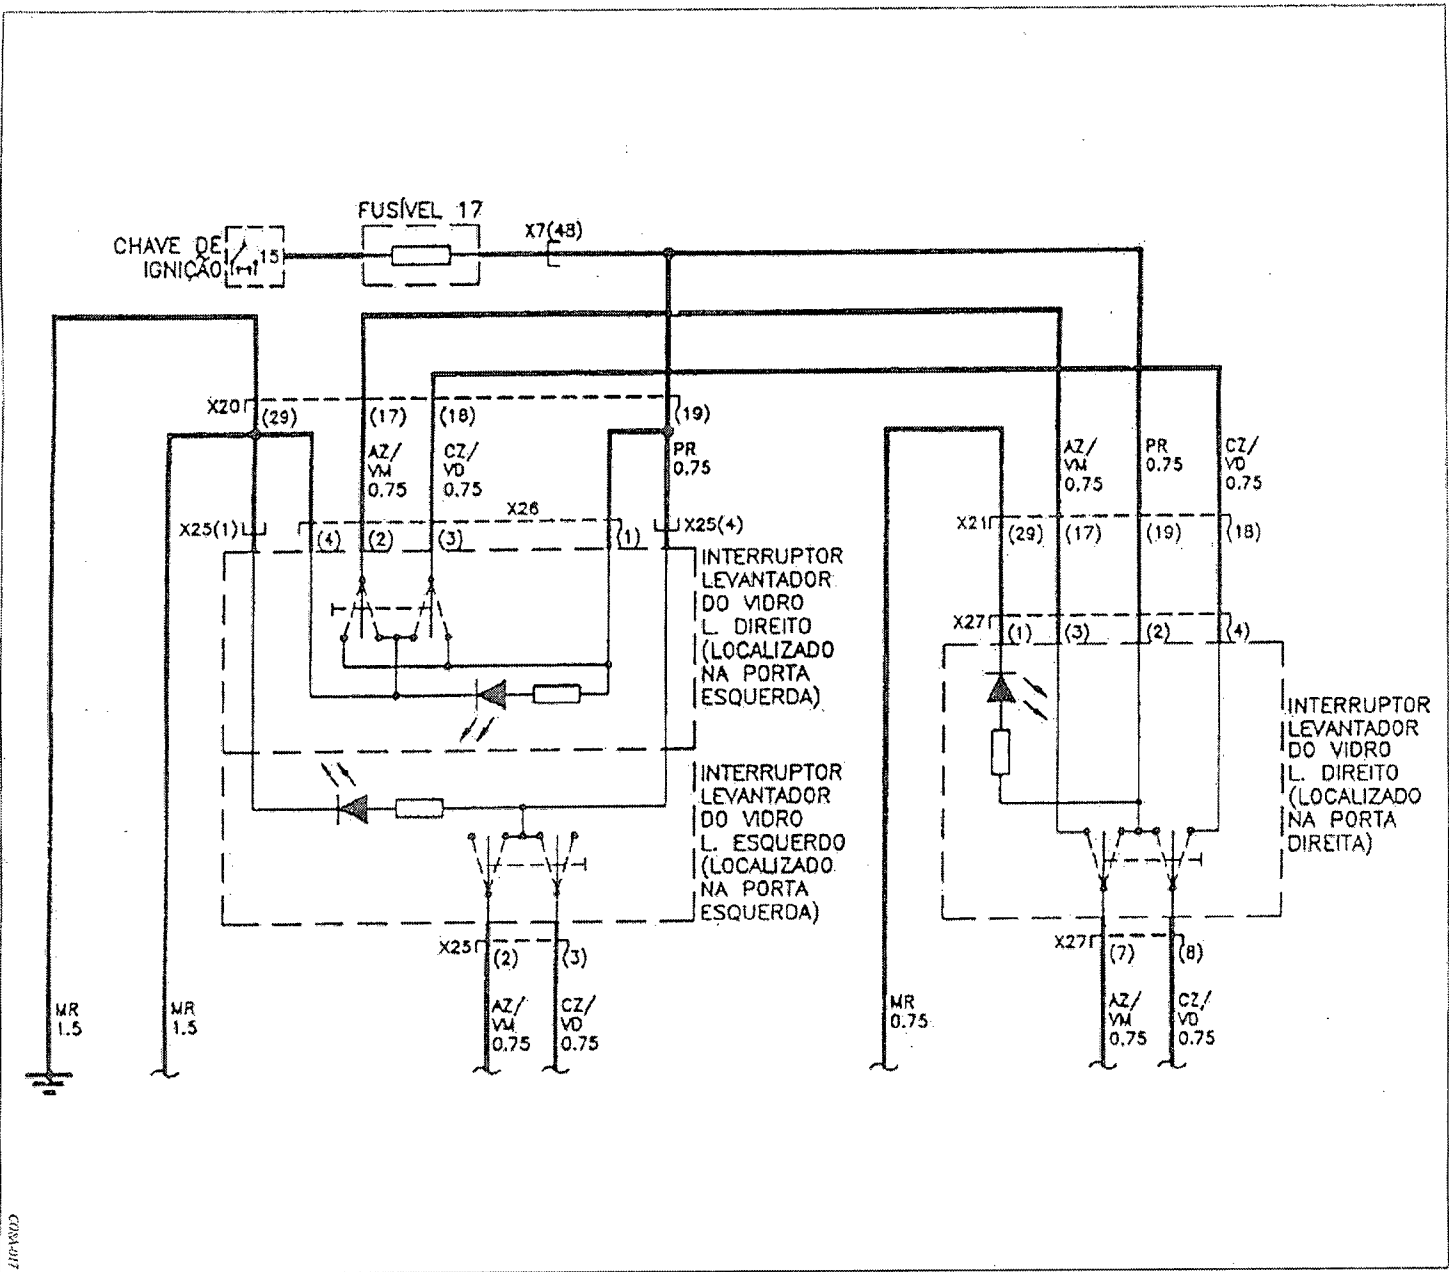 FUSÍVEL 17
X7(48)
CHAVE DE
IGNIÇÃO
15
X20
(29)
(17)
(18)
(19)
AZ/
VM
0.75
CZ/
VD
0.75
PR
0.75
AZ/
VM
0.75
PR
0.75
CZ/
VD
0.75
X26
X25(1)
(4)
(2)
(3)
(1)
X25(4)
X21
(29)
(17)
(19)
(18)
INTERRUPTOR
LEVANTADOR
DO VIDRO
L. DIREITO
(LOCALIZADO
NA PORTA
ESQUERDA)
X27
(1)
(3)
(2)
(4)
INTERRUPTOR
LEVANTADOR
DO VIDRO
L. DIREITO
(LOCALIZADO
NA PORTA
DIREITA)
INTERRUPTOR
LEVANTADOR
DO VIDRO
L. ESQUERDO
(LOCALIZADO
NA PORTA
ESQUERDA)
X25
(2)
(3)
X27
(7)
(8)
MR
1.5
MR
1.5
AZ/
VM
0.75
CZ/
VD
0.75
MR
0.75
AZ/
VM
0.75
CZ/
VD
0.75